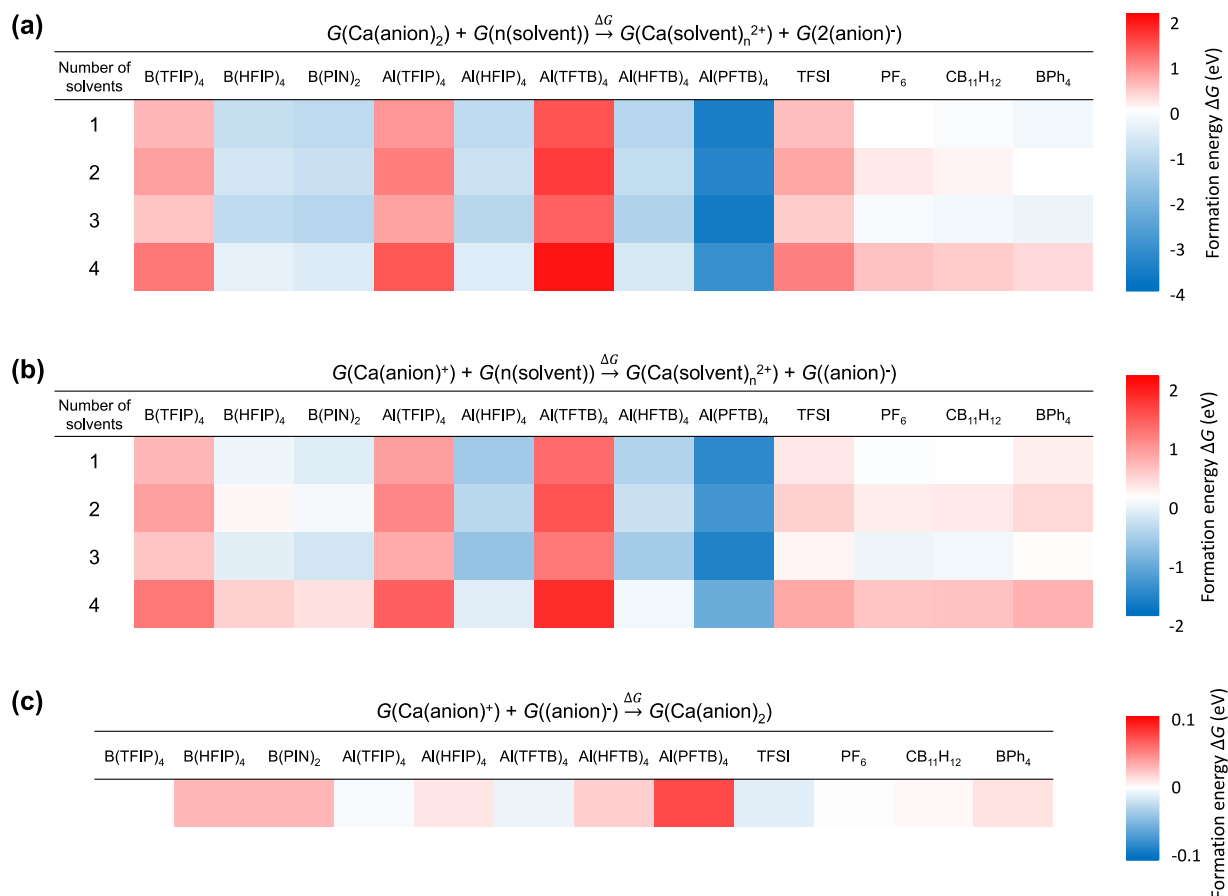 (a)
G(Ca(anion)₂) + G(n(solvent)) ΔG→ G(Ca(solvent)ₙ²⁺) + G(2(anion)⁻)
Number of solvents B(TFIP)₄ B(HFIP)₄ B(PIN)₂ Al(TFIP)₄ Al(HFIP)₄ Al(TFTB)₄ Al(HFTB)₄ Al(PFTB)₄ TFSI PF₆ CB₁₁H₁₂ BPh₄
1
2
3
4
2
1
0
-1
-2
-3
-4
Formation energy ΔG (eV)
(b)
G(Ca(anion)⁺) + G(n(solvent)) ΔG→ G(Ca(solvent)ₙ²⁺) + G((anion)⁻)
Number of solvents B(TFIP)₄ B(HFIP)₄ B(PIN)₂ Al(TFIP)₄ Al(HFIP)₄ Al(TFTB)₄ Al(HFTB)₄ Al(PFTB)₄ TFSI PF₆ CB₁₁H₁₂ BPh₄
1
2
3
4
2
1
0
-1
-2
Formation energy ΔG (eV)
(c)
G(Ca(anion)⁺) + G((anion)⁻) ΔG→ G(Ca(anion)₂)
B(TFIP)₄ B(HFIP)₄ B(PIN)₂ Al(TFIP)₄ Al(HFIP)₄ Al(TFTB)₄ Al(HFTB)₄ Al(PFTB)₄ TFSI PF₆ CB₁₁H₁₂ BPh₄
0.1
0
-0.1
Formation energy ΔG (eV)